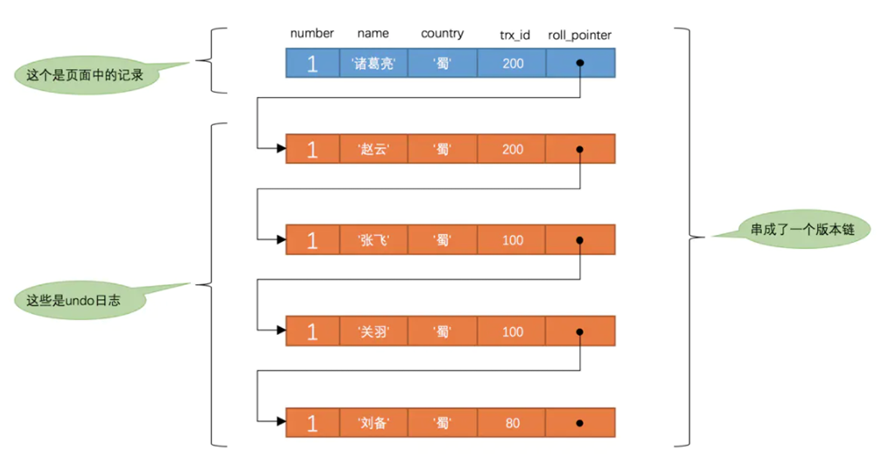 number name country trx_id roll_pointer
1 '诸葛亮' '蜀' 200
这个是页面中的记录
1 '赵云' '蜀' 200
1 '张飞' '蜀' 100
串成了一个版本链
这些是undo日志
1 '关羽' '蜀' 100
1 '刘备' '蜀' 80